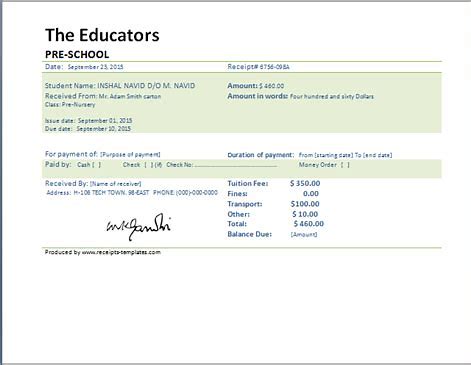 The Educators
PRE-SCHOOL
Date: September 23, 2015 Receipt# 6756-098A
Student Name: INSHAL NAVID D/O M. NAVID Amount: $ 460.00
Received From: Mr. Adam Smith carton Amount in words: Four hundred and sixty Dollars
Class: Pre-Nursery
Issue date: September 01, 2015
Due date: September 10, 2015
For payment of: [Purpose of payment] Duration of payment: From [starting date] To [end date]
Paid by: Cash [ ] Check [ ] (if) Check No: ............................ Money Order [ ]
Received By: [Name of receiver] Tuition Fee: $ 350.00
Address: H-106 TECH TOWN. 98-EAST PHONE:(000)-000-0000 Fines: 0.00
Transport: $100.00
Other: $ 10.00
Total: $ 460.00
Balance Due: [Amount]
Produced by www.receipts-templates.com